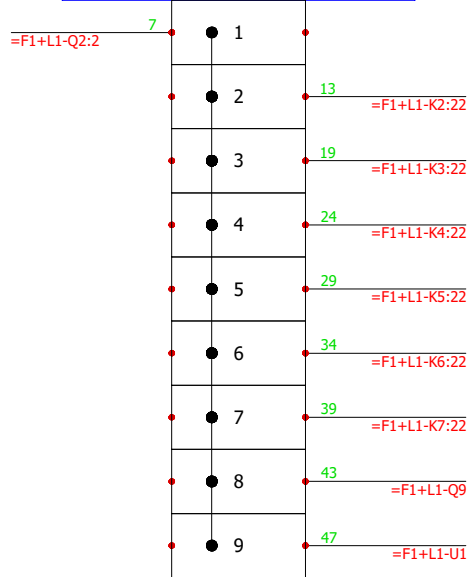 7
=F1+L1-Q2:2
1
2
13
=F1+L1-K2:22
3
19
=F1+L1-K3:22
4
24
=F1+L1-K4:22
5
29
=F1+L1-K5:22
6
34
=F1+L1-K6:22
7
39
=F1+L1-K7:22
8
43
=F1+L1-Q9
9
47
=F1+L1-U1